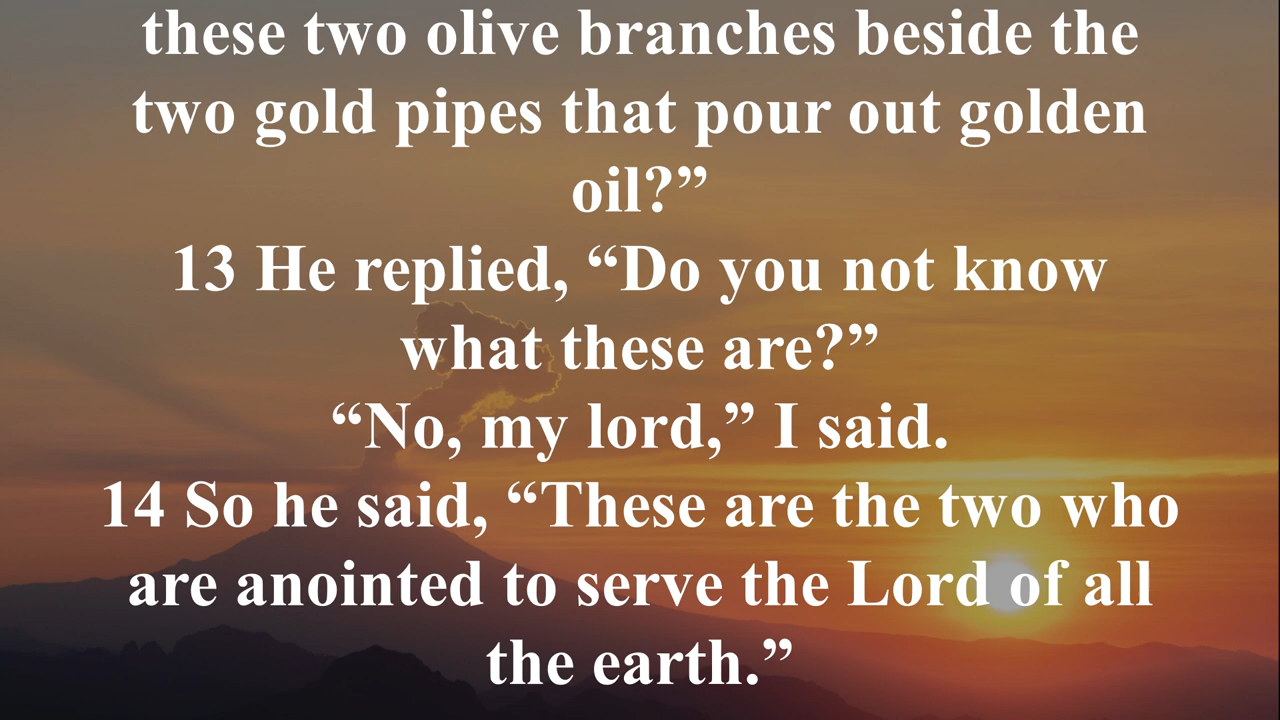 these two olive branches beside the
two gold pipes that pour out golden
oil?”
13 He replied, “Do you not know
what these are?”
“No, my lord,” I said.
14 So he said, “These are the two who
are anointed to serve the Lord of all
the earth.”